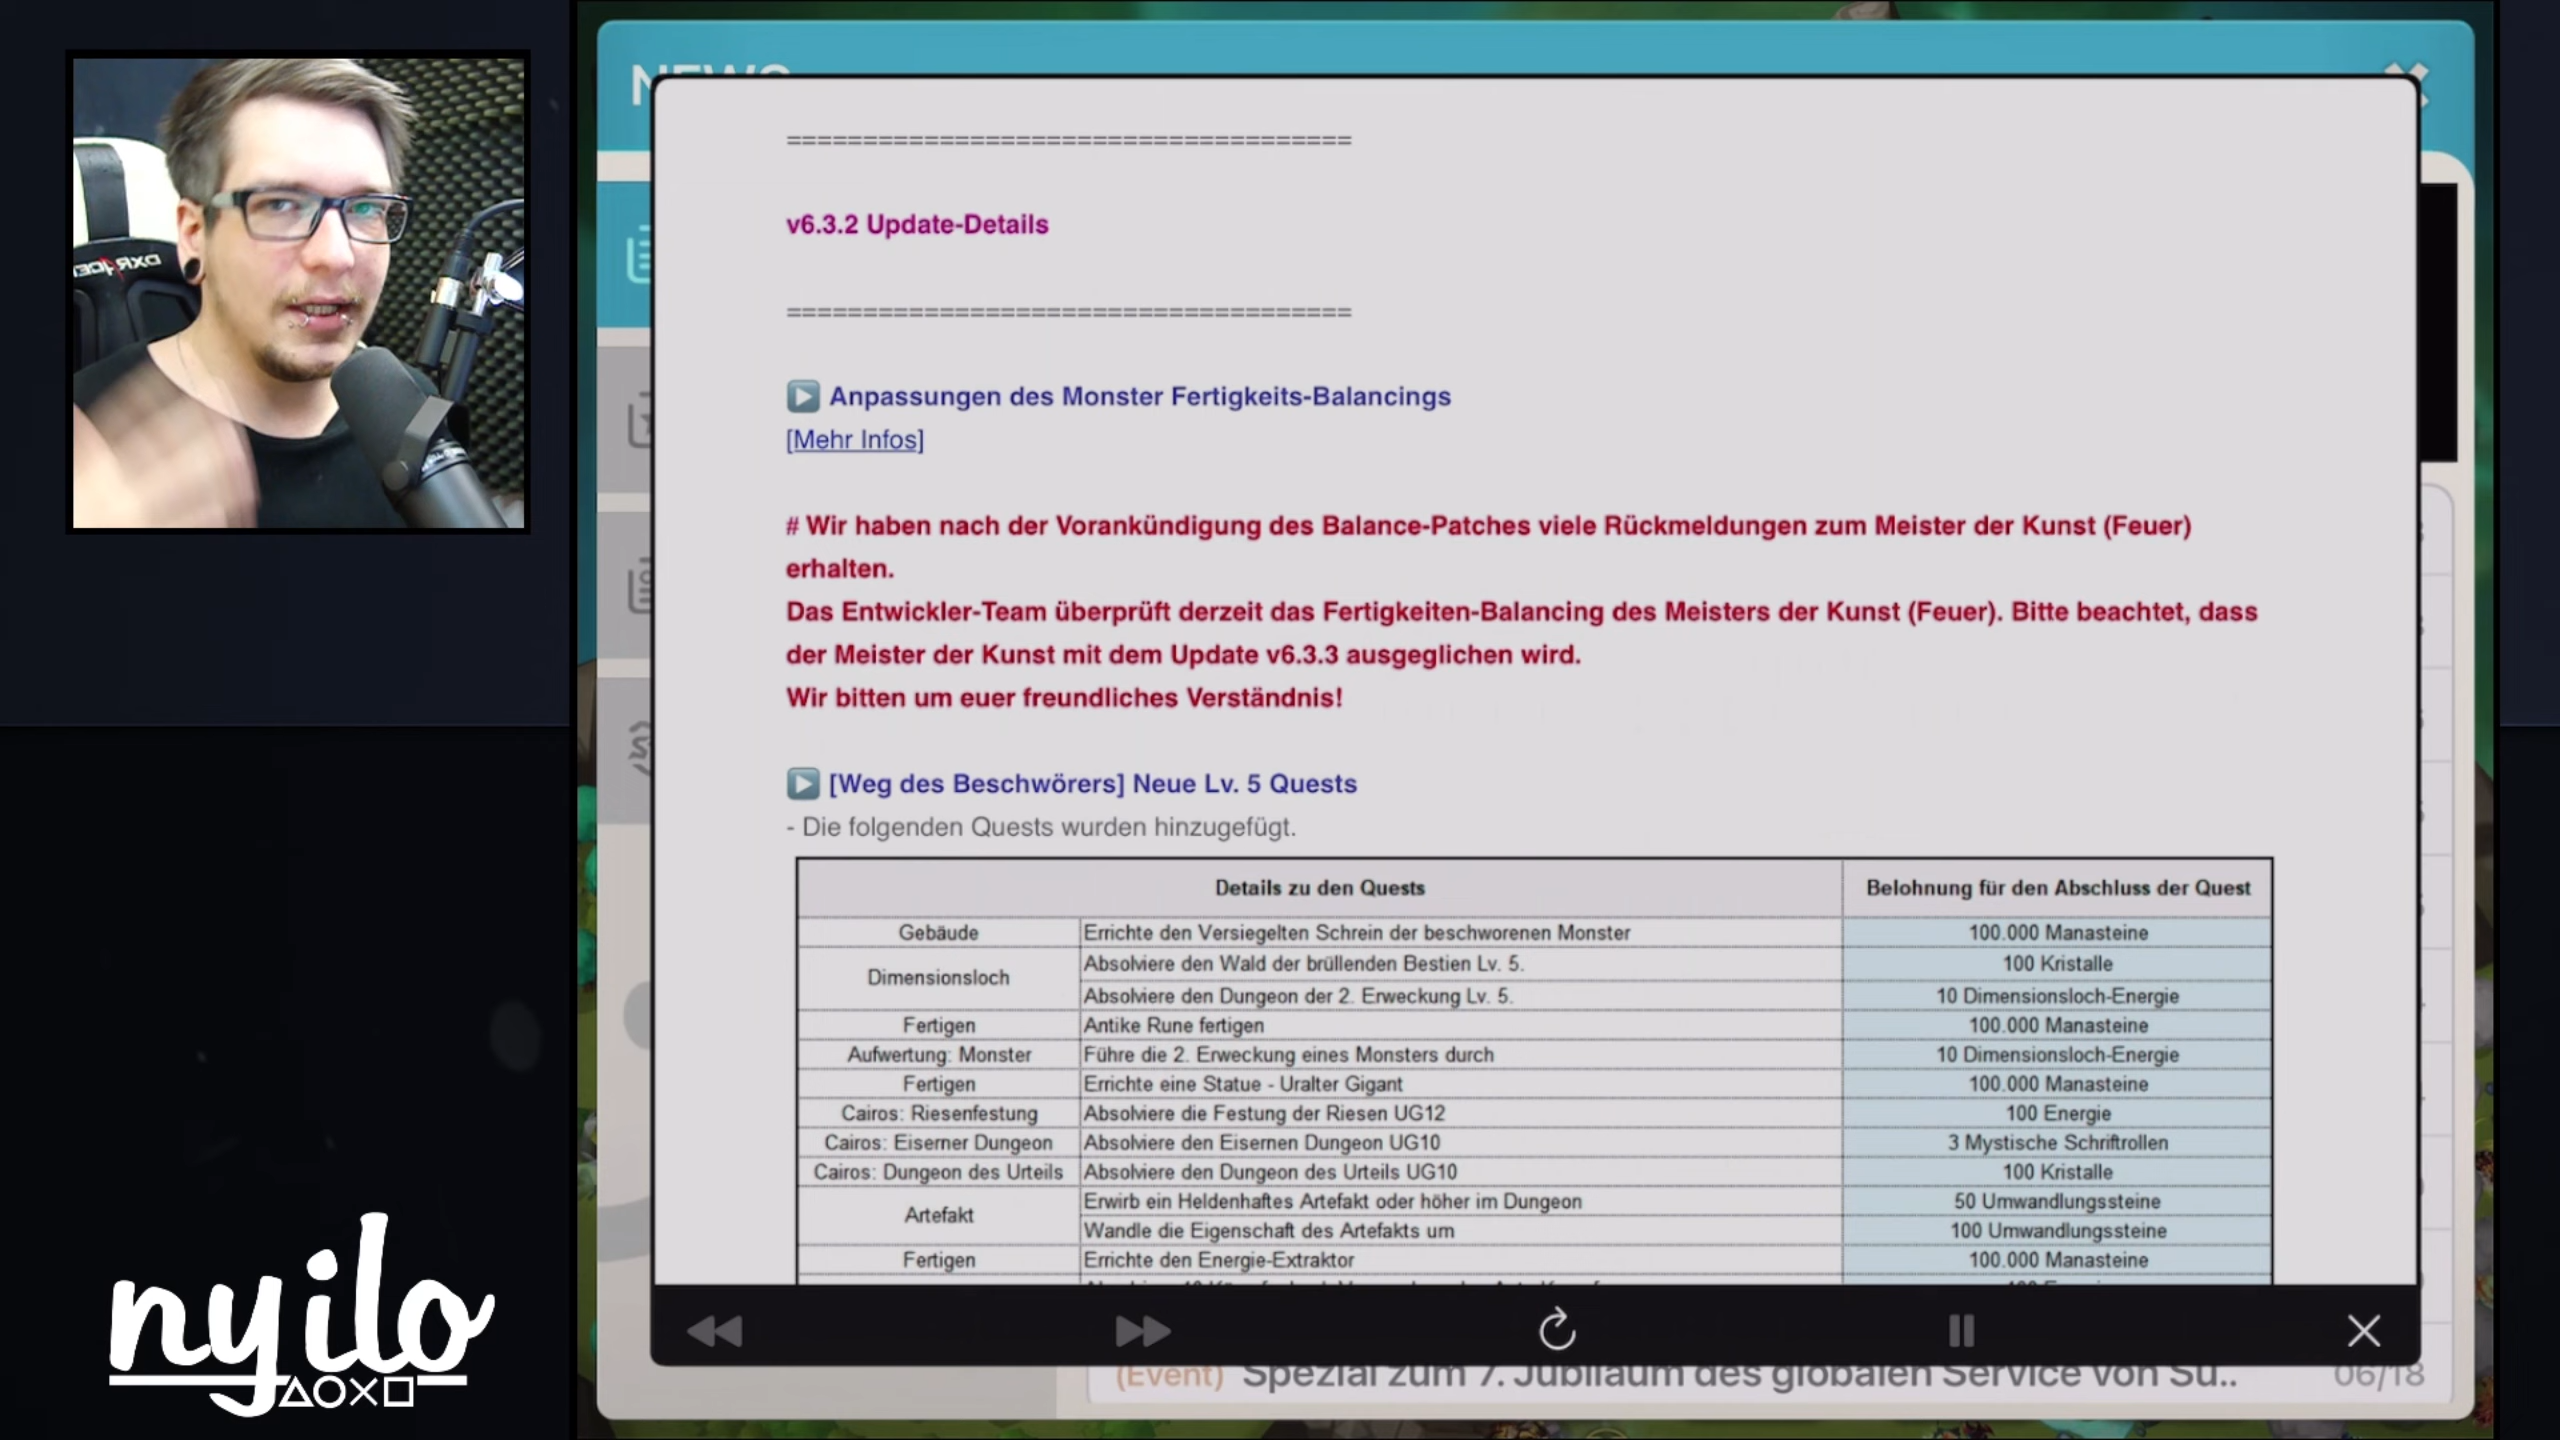 NEWS
==================================
v6.3.2 Update-Details
==================================
Anpassungen des Monster Fertigkeits-Balancings
[Mehr Infos]
# Wir haben nach der Vorankündigung des Balance-Patches viele Rückmeldungen zum Meister der Kunst (Feuer)
erhalten.
Das Entwickler-Team überprüft derzeit das Fertigkeiten-Balancing des Meisters der Kunst (Feuer). Bitte beachtet, dass
der Meister der Kunst mit dem Update v6.3.3 ausgeglichen wird.
Wir bitten um euer freundliches Verständnis!
[Weg des Beschwörers] Neue Lv. 5 Quests
- Die folgenden Quests wurden hinzugefügt.
Details zu den Quests Belohnung für den Abschluss der Quest
Gebäude Errichte den Versiegelten Schrein der beschworenen Monster 100.000 Manasteine
Dimensionsloch Absolviere den Wald der brüllenden Bestien Lv. 5. 100 Kristalle
Absolviere den Dungeon der 2. Erweckung Lv. 5. 10 Dimensionsloch-Energie
Fertigen Antike Rune fertigen 100.000 Manasteine
Aufwertung: Monster Führe die 2. Erweckung eines Monsters durch 10 Dimensionsloch-Energie
Fertigen Errichte eine Statue - Uralter Gigant 100.000 Manasteine
Cairos: Riesenfestung Absolviere die Festung der Riesen UG12 100 Energie
Cairos: Eiserner Dungeon Absolviere den Eisernen Dungeon UG10 3 Mystische Schriftrollen
Cairos: Dungeon des Urteils Absolviere den Dungeon des Urteils UG10 100 Kristalle
Artefakt Erwirb ein Heldenhaftes Artefakt oder höher im Dungeon 50 Umwandlungssteine
Wandle die Eigenschaft des Artefakts um 100 Umwandlungssteine
Fertigen Errichte den Energie-Extraktor 100.000 Manasteine
(Event) Spezial zum 7. Jubiläum des globalen Service von Su.. 06/18
nyilo